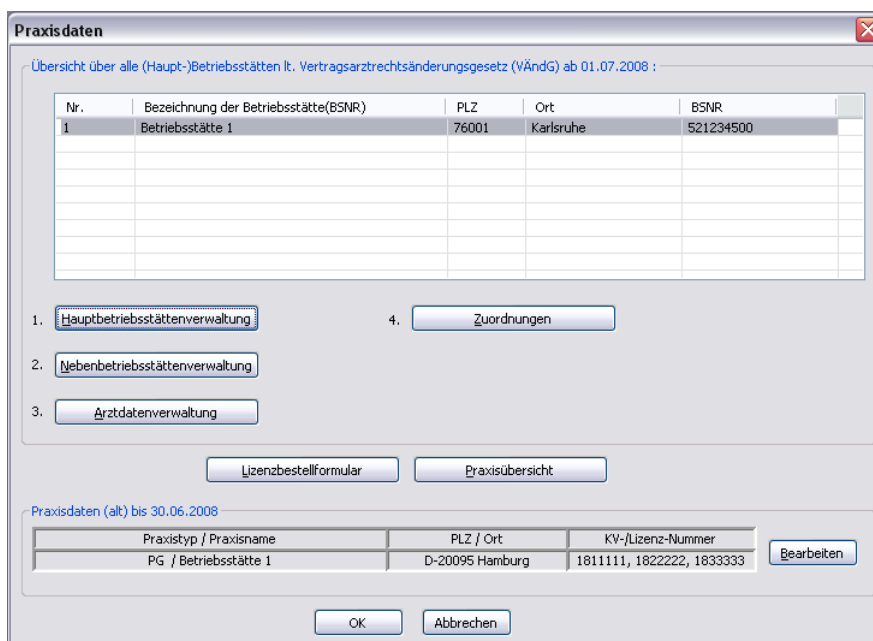 Praxisdaten
Übersicht über alle (Haupt-)Betriebsstätten lt. Vertragsarztrechtsänderungsgesetz (VÄndG) ab 01.07.2008 :
Nr. Bezeichnung der Betriebsstätte(BSNR) PLZ Ort BSNR
1 Betriebsstätte 1 76001 Karlsruhe 521234500
1. Hauptbetriebsstättenverwaltung 4. Zuordnungen
2. Nebenbetriebsstättenverwaltung
3. Arztdatenverwaltung
Lizenzbestellformular Praxisübersicht
Praxisdaten (alt) bis 30.06.2008
Praxistyp / Praxisname PLZ / Ort KV-/Lizenz-Nummer
PG / Betriebsstätte 1 D-20095 Hamburg 1811111, 1822222, 1833333 Bearbeiten
OK Abbrechen